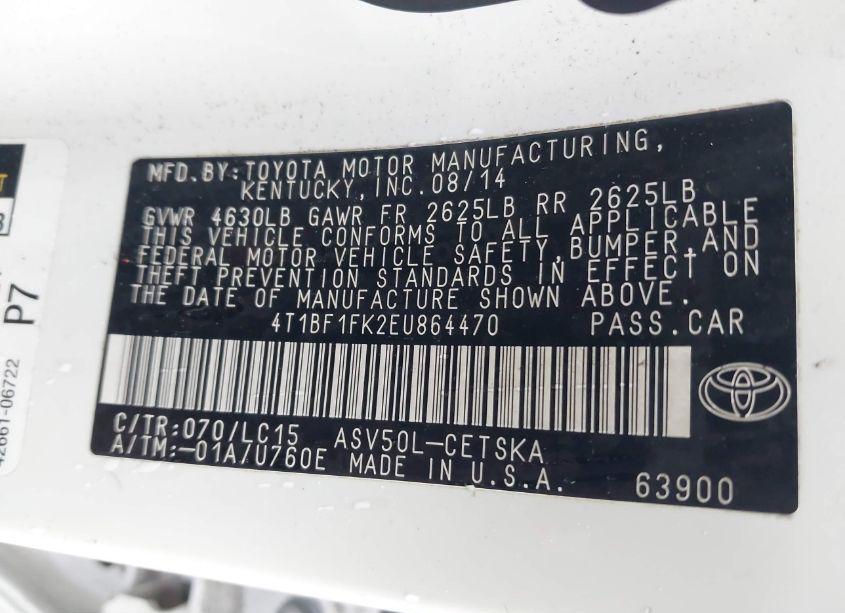 MFD.BY:TOYOTA MOTOR MANUFACTURING,
KENTUCKY,INC.08/14
GVWR 4630LB GAWR FR 2625LB RR 2625LB
THIS VEHICLE CONFORMS TO ALL APPLICABLE
FEDERAL MOTOR VEHICLE SAFETY,BUMPER,AND
THEFT PREVENTION STANDARDS IN EFFECT ON
THE DATE OF MANUFACTURE SHOWN ABOVE.
4T1BF1FK2EU864470 PASS.CAR
C/TR:070/LC15 ASV50L-CETSKA
A/TM:-01A/U760E MADE IN U.S.A. 63900
P7
42661-06722